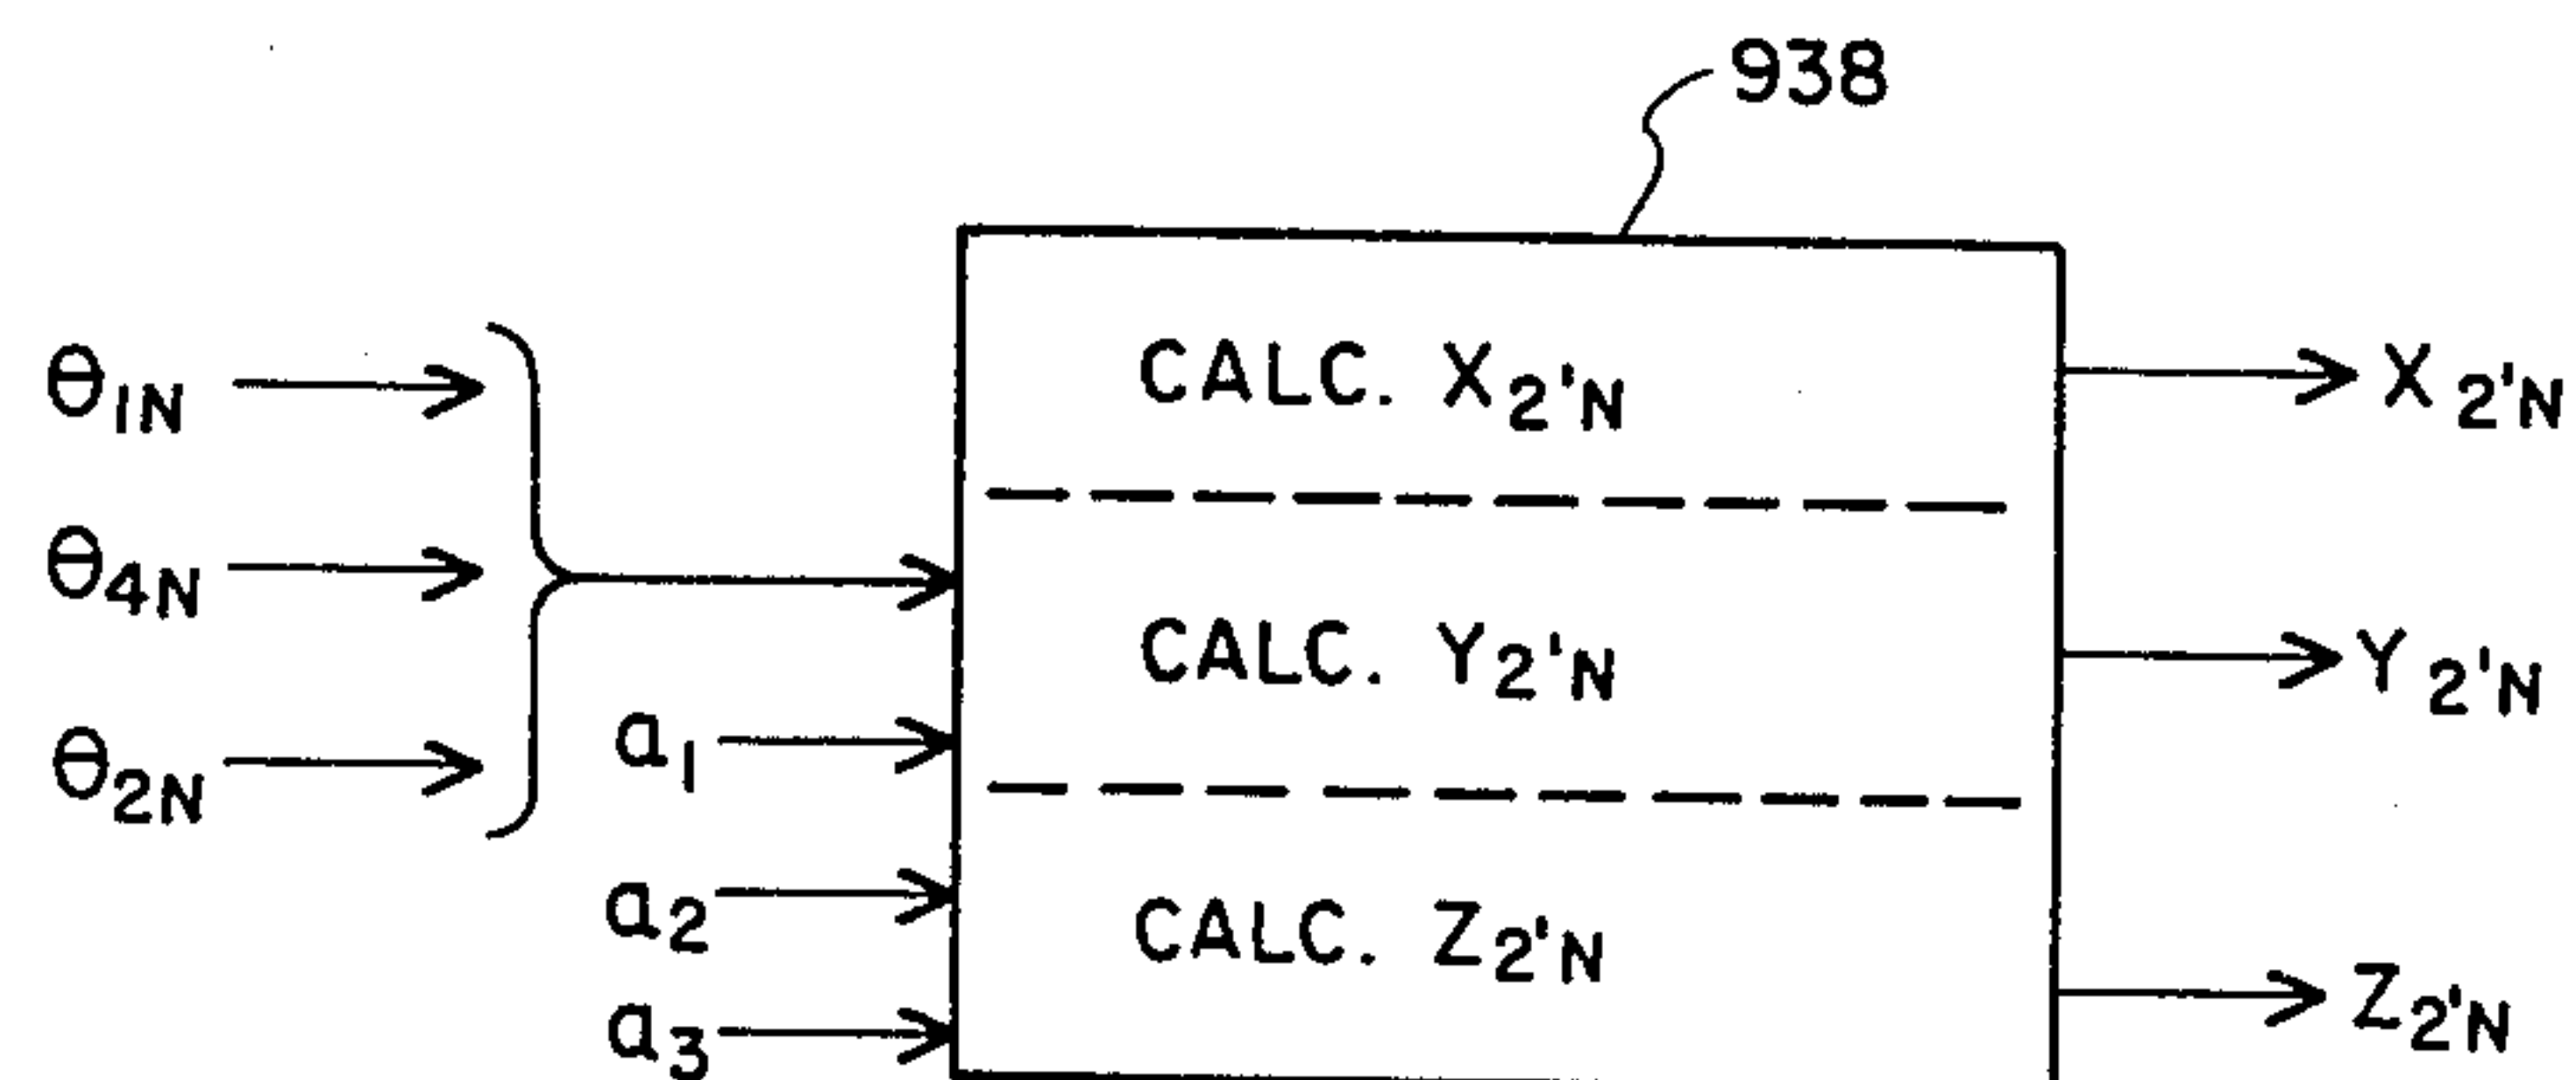 938
θ1N
θ4N
θ2N
a1
a2
a3
CALC. X2'N
CALC. Y2'N
CALC. Z2'N
X2'N
Y2'N
Z2'N